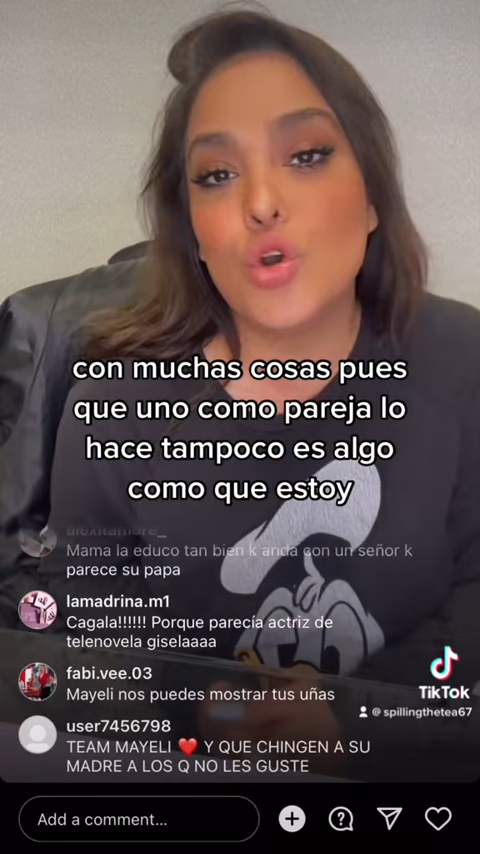 con muchas cosas pues
que uno como pareja lo
hace tampoco es algo
como que estoy
Mama la educo tan bien k anda con un señor k
parece su papa
lamadrina.m1
Cagala!!!!!! Porque parecía actriz de
telenovela giselaaaa
fabi.vee.03
Mayeli nos puedes mostrar tus uñas
user7456798
TEAM MAYELI ❤️ Y QUE CHINGEN A SU
MADRE A LOS Q NO LES GUSTE
TikTok
@spillingthetea67
Add a comment...